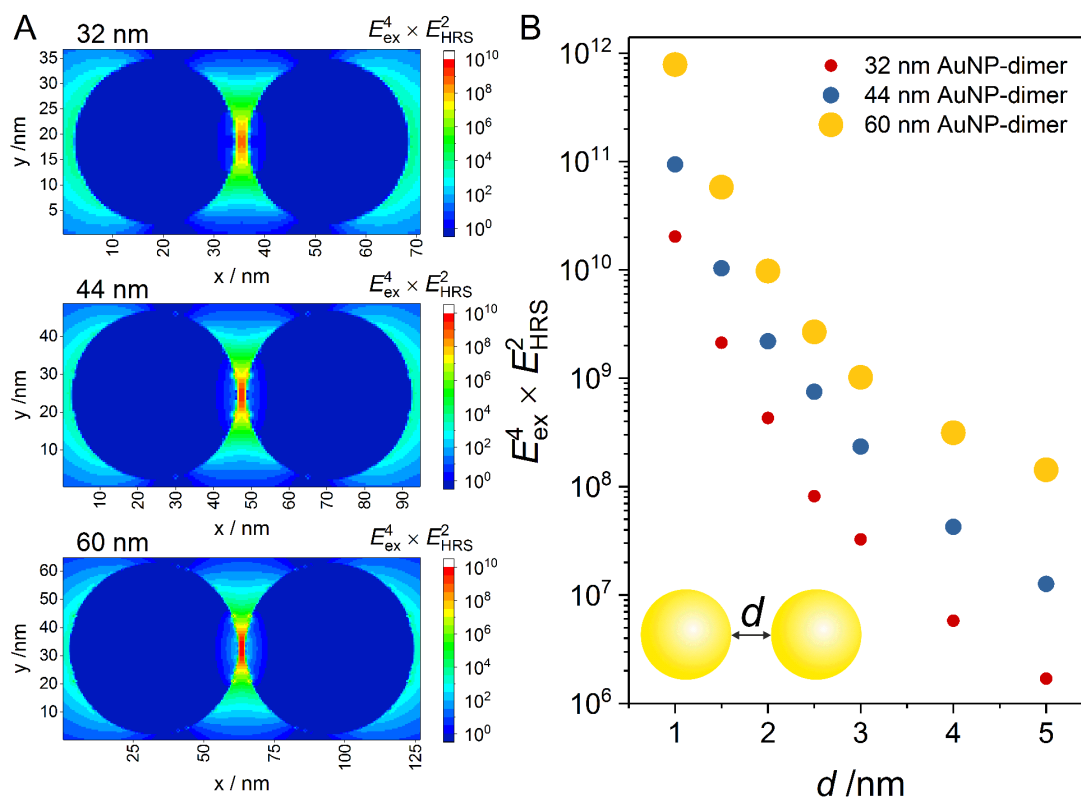 A
32 nm
E⁴ex × E²HRS
y /nm
35
30
25
20
15
10
5
10 20 30 40 50 60 70
x / nm
10¹⁰
10⁸
10⁶
10⁴
10²
10⁰
44 nm
E⁴ex × E²HRS
y / nm
40
30
20
10
10 20 30 40 50 60 70 80 90
x / nm
10¹⁰
10⁸
10⁶
10⁴
10²
10⁰
60 nm
E⁴ex × E²HRS
y / nm
60
50
40
30
20
10
25 50 75 100 125
x / nm
10¹⁰
10⁸
10⁶
10⁴
10²
10⁰
B
E⁴ex × E²HRS
10¹²
10¹¹
10¹⁰
10⁹
10⁸
10⁷
10⁶
32 nm AuNP-dimer
44 nm AuNP-dimer
60 nm AuNP-dimer
d
1 2 3 4 5
d /nm